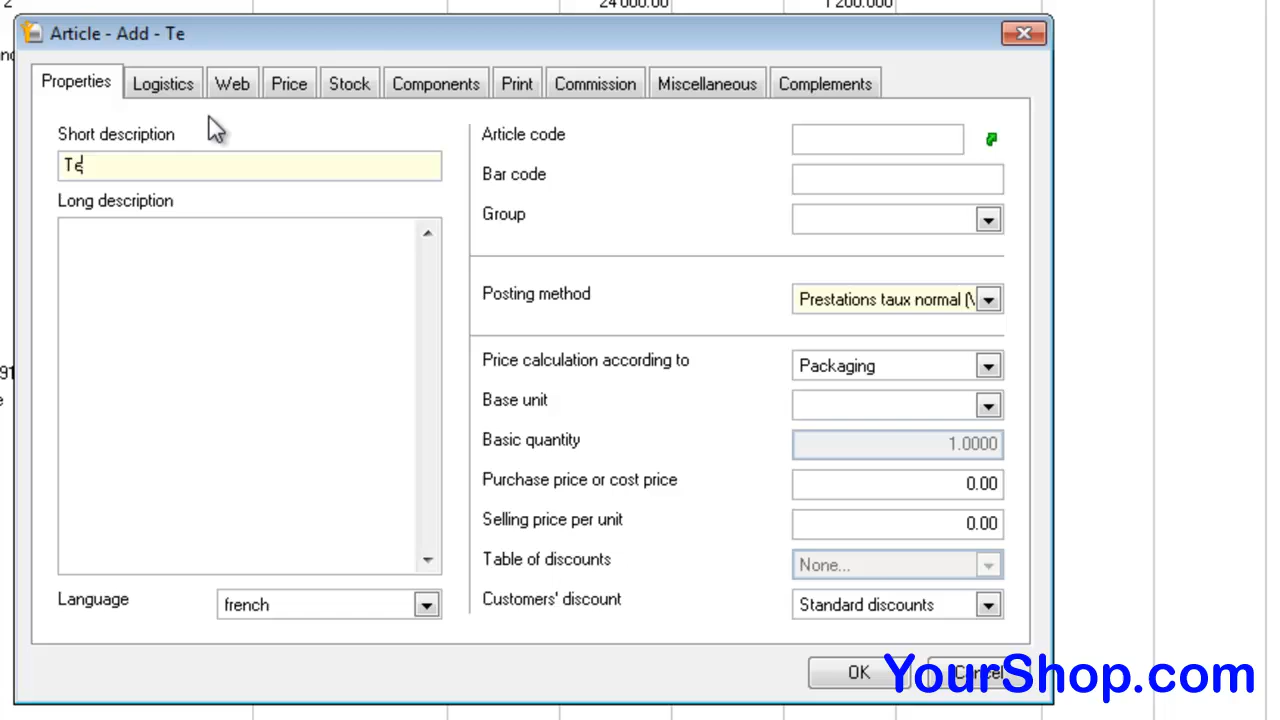 24 000.00 1 200.000
Article - Add - Te
Properties Logistics Web Price Stock Components Print Commission Miscellaneous Complements
Short description
Te
Long description
Language french
Article code
Bar code
Group
Posting method Prestations taux normal (\
Price calculation according to Packaging
Base unit
Basic quantity 1.0000
Purchase price or cost price 0.00
Selling price per unit 0.00
Table of discounts None...
Customers' discount Standard discounts
OK Cancel
YourShop.com
91